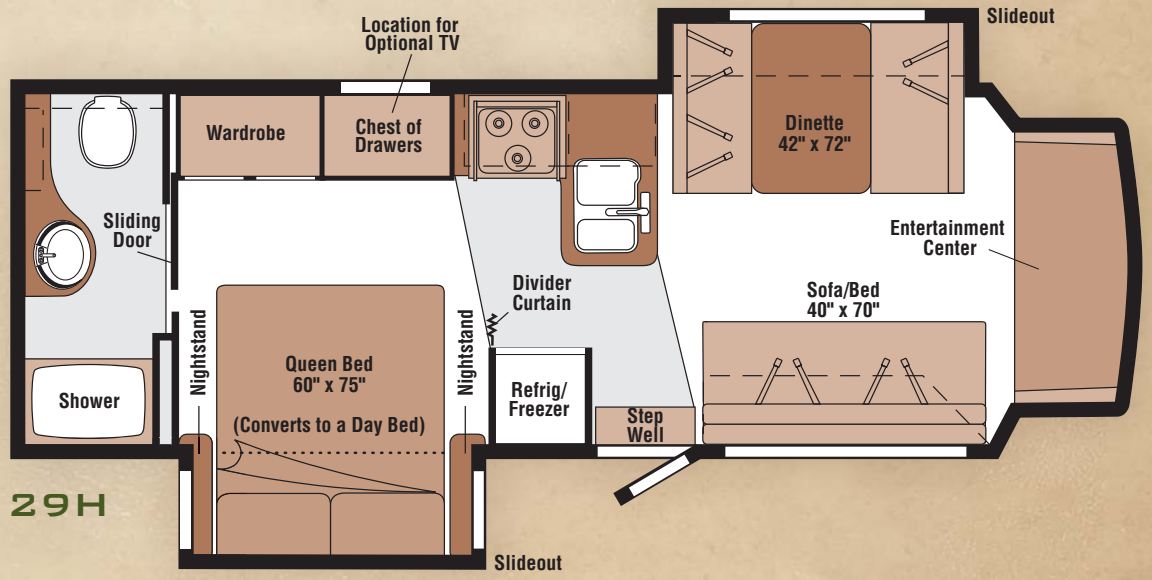 Location for
Optional TV
Slideout
Wardrobe
Chest of
Drawers
Dinette
42" x 72"
Sliding
Door
Entertainment
Center
Divider
Curtain
Sofa/Bed
40" x 70"
Nightstand
Nightstand
Queen Bed
60" x 75"
(Converts to a Day Bed)
Shower
Refrig/
Freezer
Step
Well
29H
Slideout